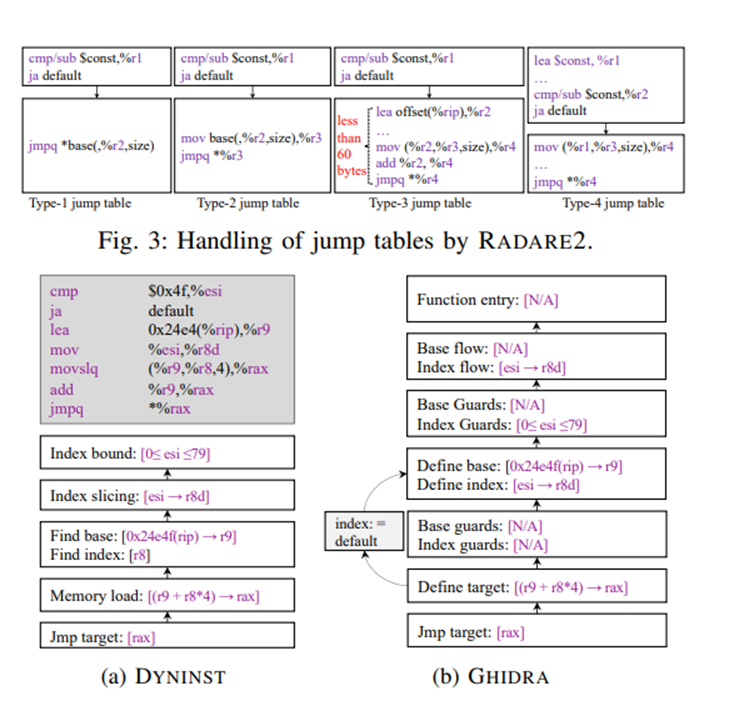 cmp/sub $const,%r1
ja default
jmpq *base(,%r2,size)
Type-1 jump table
cmp/sub $const,%r1
ja default
mov base(,%r2,size),%r3
jmpq *%r3
Type-2 jump table
cmp/sub $const,%r1
ja default
less
than
60
bytes
lea offset(%rip),%r2
...
mov (%r2,%r3,size),%r4
add %r2, %r4
jmpq *%r4
Type-3 jump table
lea $const, %r1
...
cmp/sub $const,%r2
ja default
mov (%r1,%r3,size),%r4
...
jmpq *%r4
Type-4 jump table
Fig. 3: Handling of jump tables by RADARE2.
cmp $0x4f,%esi
ja default
lea 0x24e4(%rip),%r9
mov %esi,%r8d
movslq (%r9,%r8,4),%rax
add %r9,%rax
jmpq *%rax
Index bound: [0≤ esi ≤79]
Index slicing: [esi → r8d]
Find base: [0x24e4f(rip) → r9]
Find index: [r8]
Memory load: [(r9 + r8*4) → rax]
Jmp target: [rax]
(a) DYNINST
Function entry: [N/A]
Base flow: [N/A]
Index flow: [esi → r8d]
Base Guards: [N/A]
Index Guards: [0≤ esi ≤79]
Define base: [0x24e4f(rip) → r9]
Define index: [esi → r8d]
index: =
default
Base guards: [N/A]
Index guards: [N/A]
Define target: [(r9 + r8*4) → rax]
Jmp target: [rax]
(b) GHIDRA